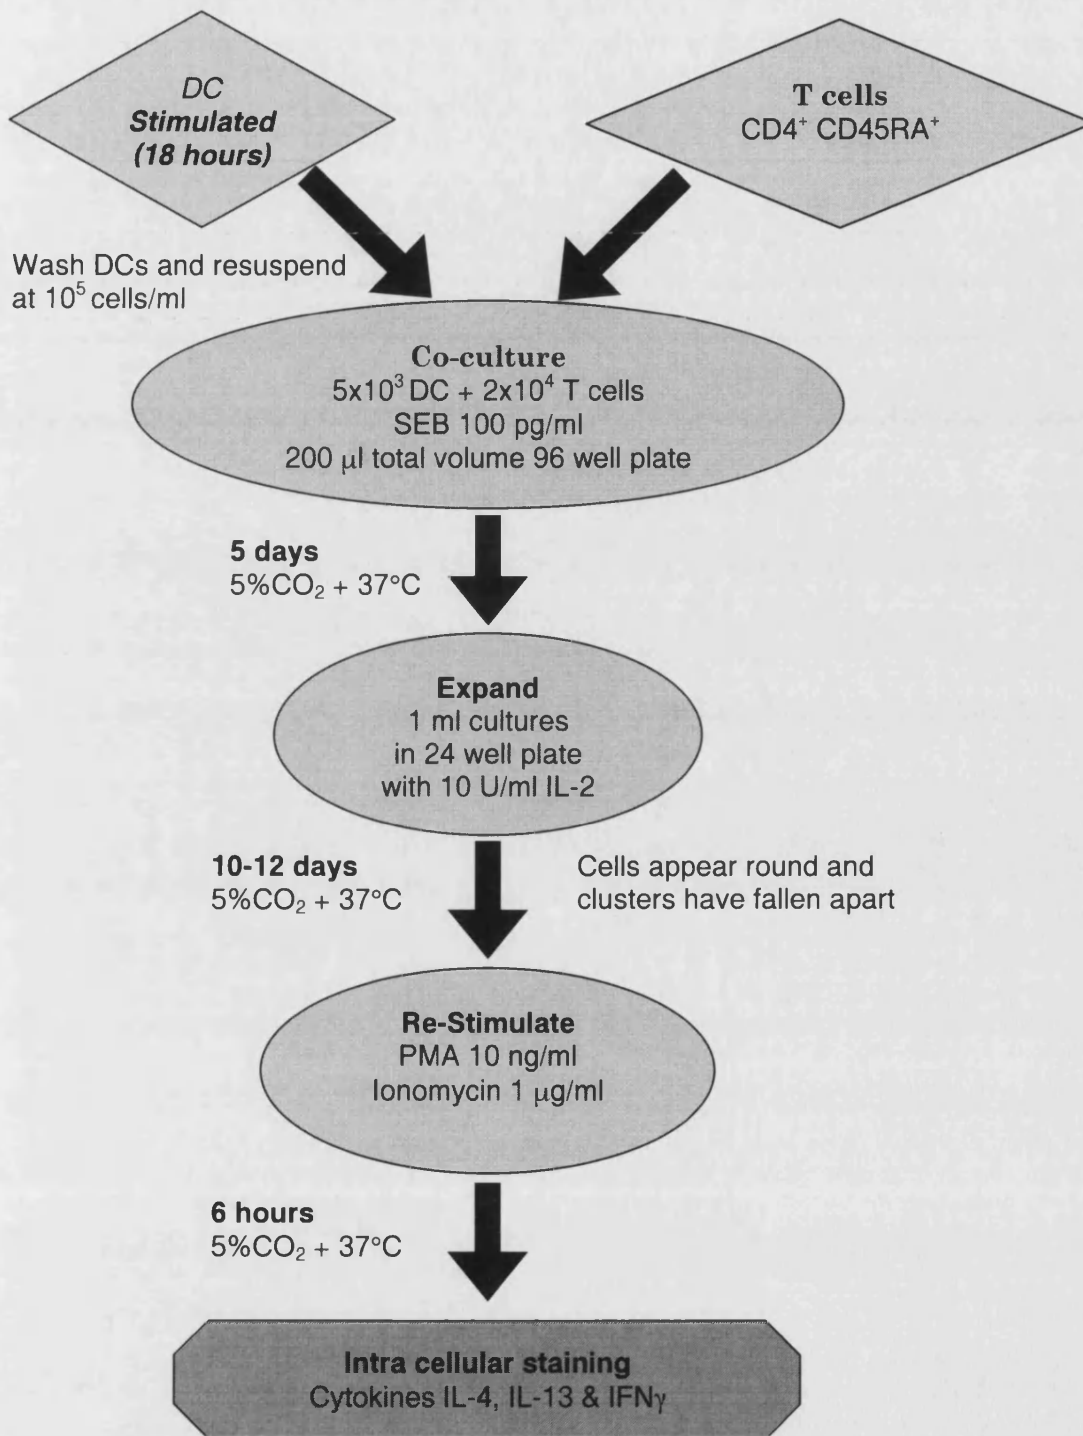 DC
Stimulated
(18 hours)
T cells
CD4⁺ CD45RA⁺
Wash DCs and resuspend
at 10⁵ cells/ml
Co-culture
5x10³ DC + 2x10⁴ T cells
SEB 100 pg/ml
200 µl total volume 96 well plate
5 days
5%CO₂ + 37°C
Expand
1 ml cultures
in 24 well plate
with 10 U/ml IL-2
10-12 days
5%CO₂ + 37°C
Cells appear round and
clusters have fallen apart
Re-Stimulate
PMA 10 ng/ml
Ionomycin 1 µg/ml
6 hours
5%CO₂ + 37°C
Intra cellular staining
Cytokines IL-4, IL-13 & IFNγ